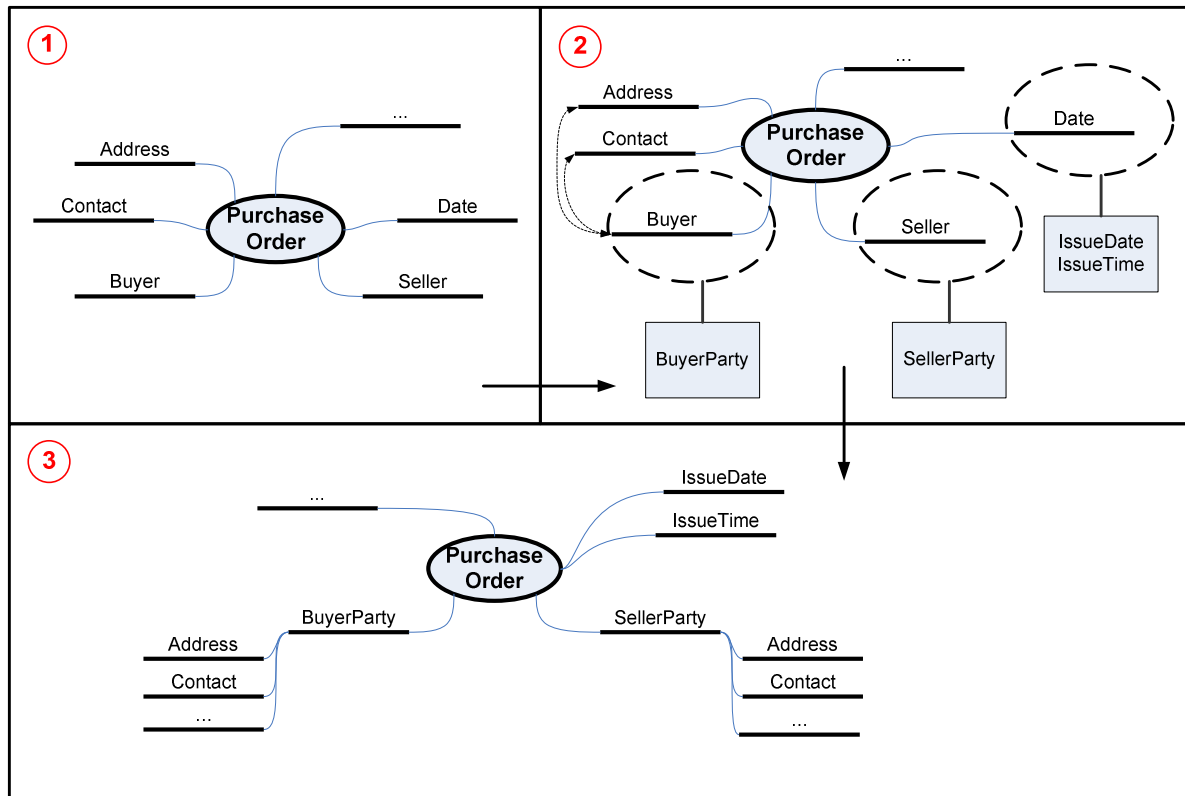 1
...
Address
Contact
Purchase
Order
Date
Buyer
Seller
2
...
Address
Contact
Purchase
Order
Date
Buyer
Seller
IssueDate
IssueTime
BuyerParty
SellerParty
3
...
IssueDate
IssueTime
Purchase
Order
BuyerParty
SellerParty
Address
Contact
...
Address
Contact
...